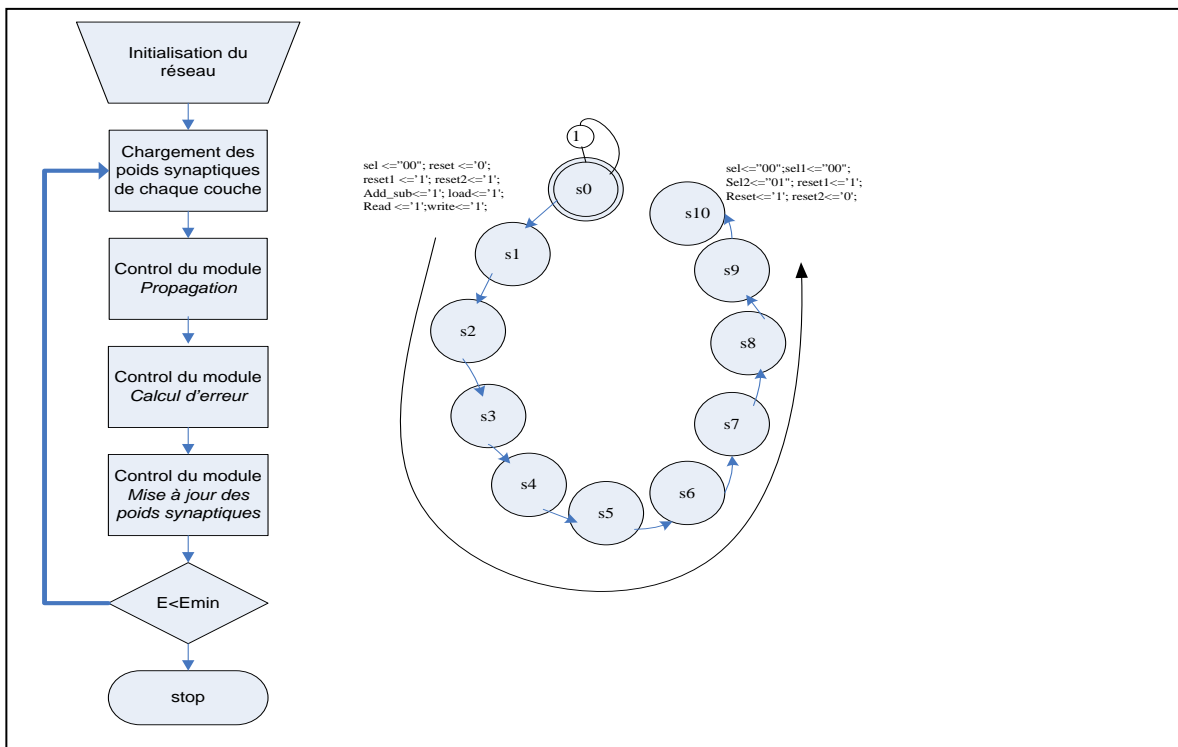 Initialisation du
réseau
Chargement des
poids synaptiques
de chaque couche
Control du module
Propagation
Control du module
Calcul d'erreur
Control du module
Mise à jour des
poids synaptiques
E<Emin
stop
sel <="00"; reset <='0';
reset1 <='1'; reset2<='1';
Add_sub<='1'; load<='1';
Read <='1';write<='1';
1
s0
s1
s2
s3
s4
s5
s6
s7
s8
s9
s10
sel<="00";sel1<="00";
Sel2<="01"; reset1<='1';
Reset<='1'; reset2<='0';